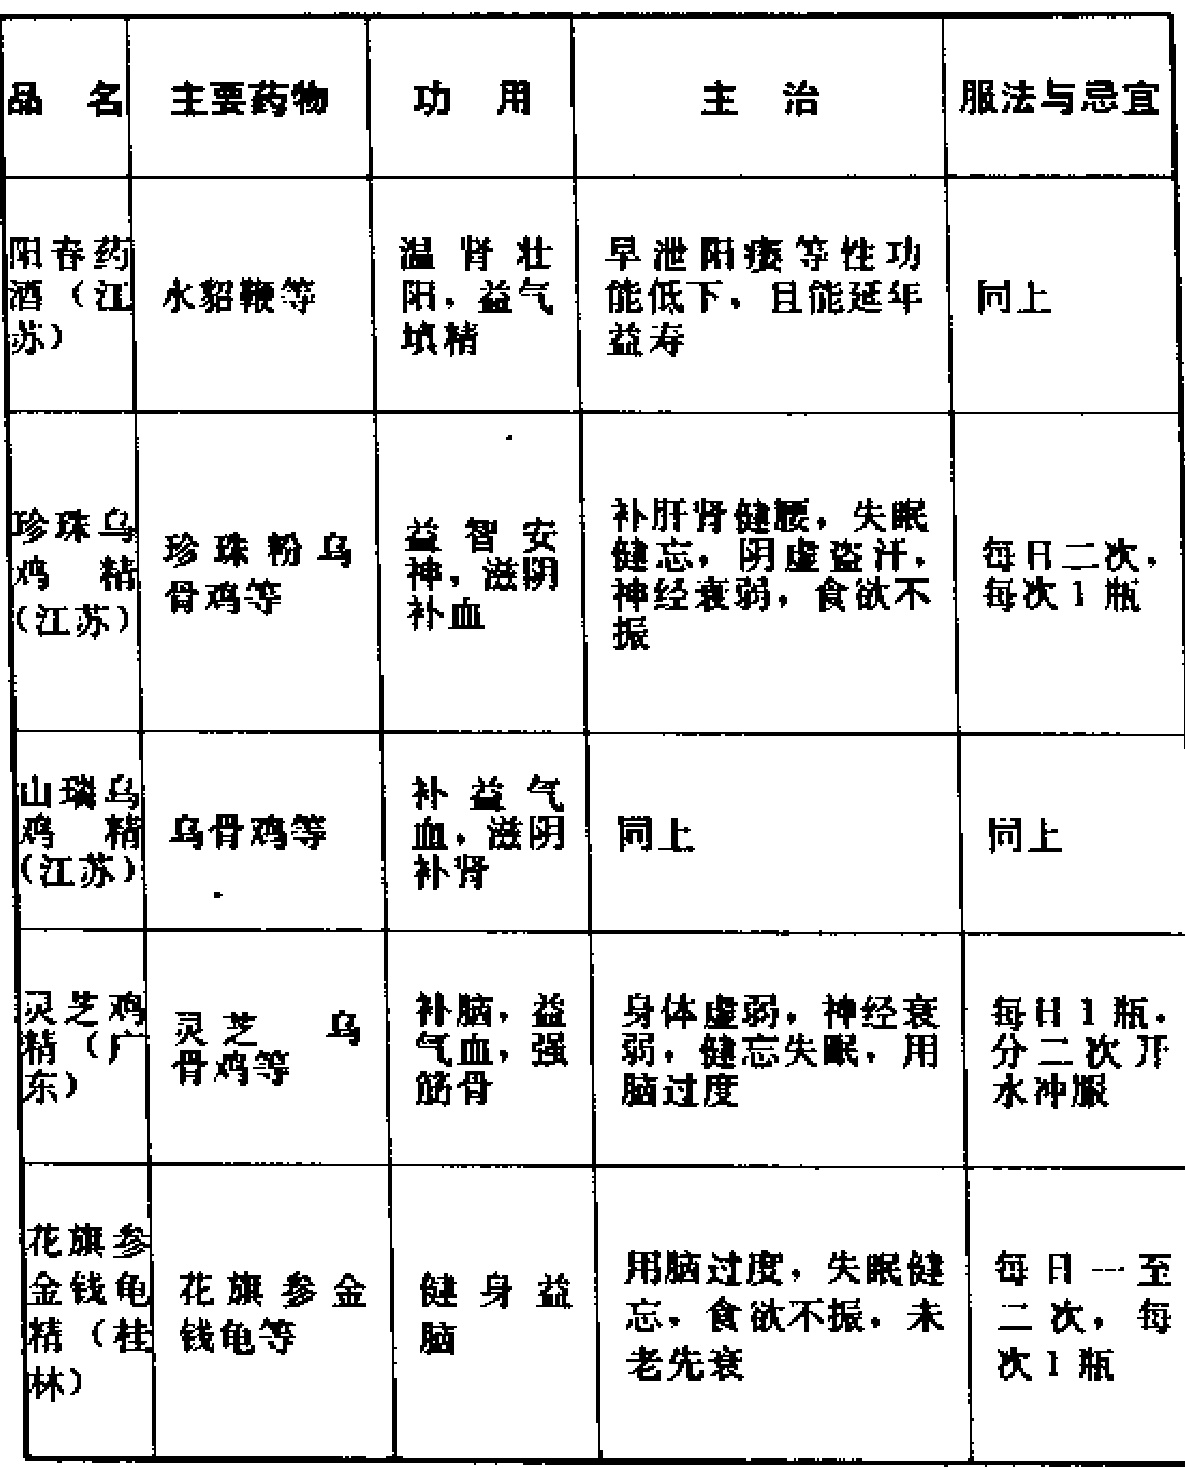 品 名 主要药物 功 用 主 治 服法与忌宜
阳春药
酒（江
苏）
水貂鞭等
温肾壮
阳，益气
填精
早泄阳痿等性功
能低下，且能延年
益寿
同上
珍珠乌
鸡精
（江苏）
珍珠粉乌
骨鸡等
益智安
神，滋阴
补血
补肝肾健腰，失眠
健忘，阴虚盗汗，
神经衰弱，食欲不
振
每日二次，
每次1瓶
山瑞乌
鸡精
（江苏）
乌骨鸡等
补益气
血，滋阴
补肾
同上
同上
灵芝鸡
精（广
东）
灵芝乌
骨鸡等
补脑，益
气血，强
筋骨
身体虚弱，神经衰
弱，健忘失眠，用
脑过度
每日1瓶，
分二次开
水冲服
花旗参
金钱龟
精（桂
林）
花旗参金
钱龟等
健身益
脑
用脑过度，失眠健
忘，食欲不振，未
老先衰
每日一至
二次，每
次1瓶